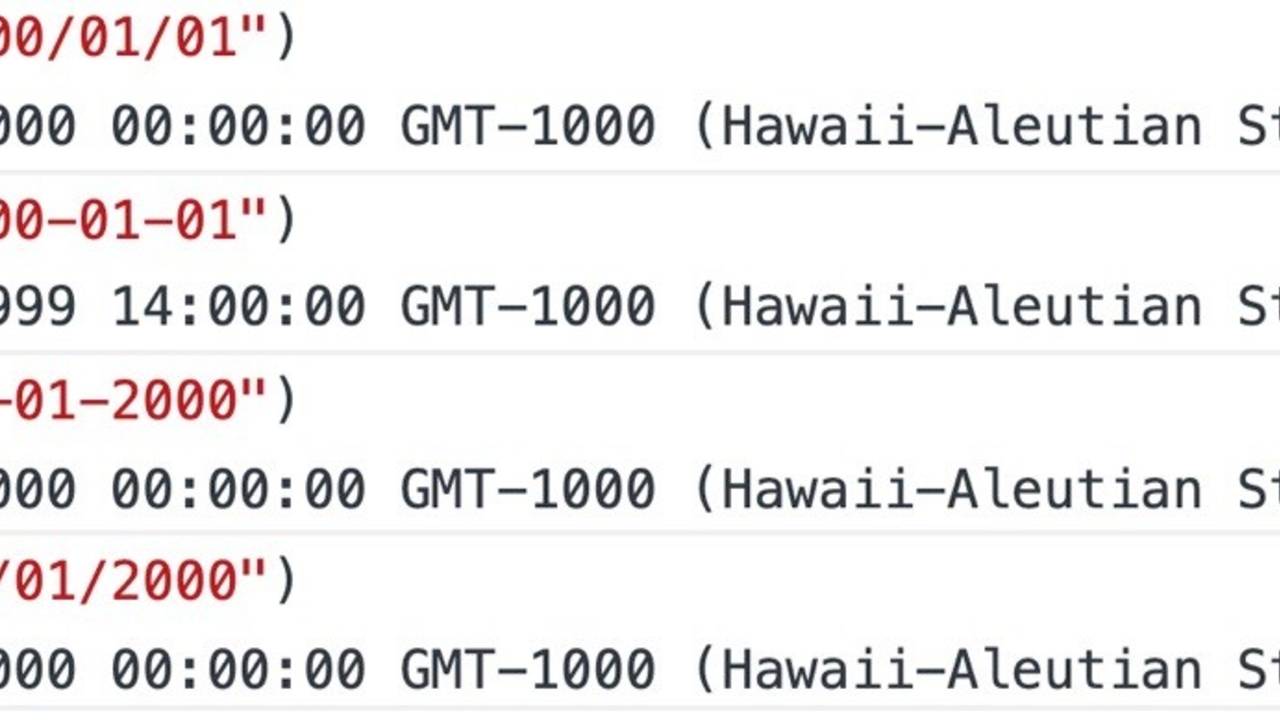 00/01/01")
000 00:00:00 GMT-1000 (Hawaii-Aleutian St
00-01-01")
999 14:00:00 GMT-1000 (Hawaii-Aleutian St
-01-2000")
000 00:00:00 GMT-1000 (Hawaii-Aleutian St
/01/2000")
000 00:00:00 GMT-1000 (Hawaii-Aleutian St